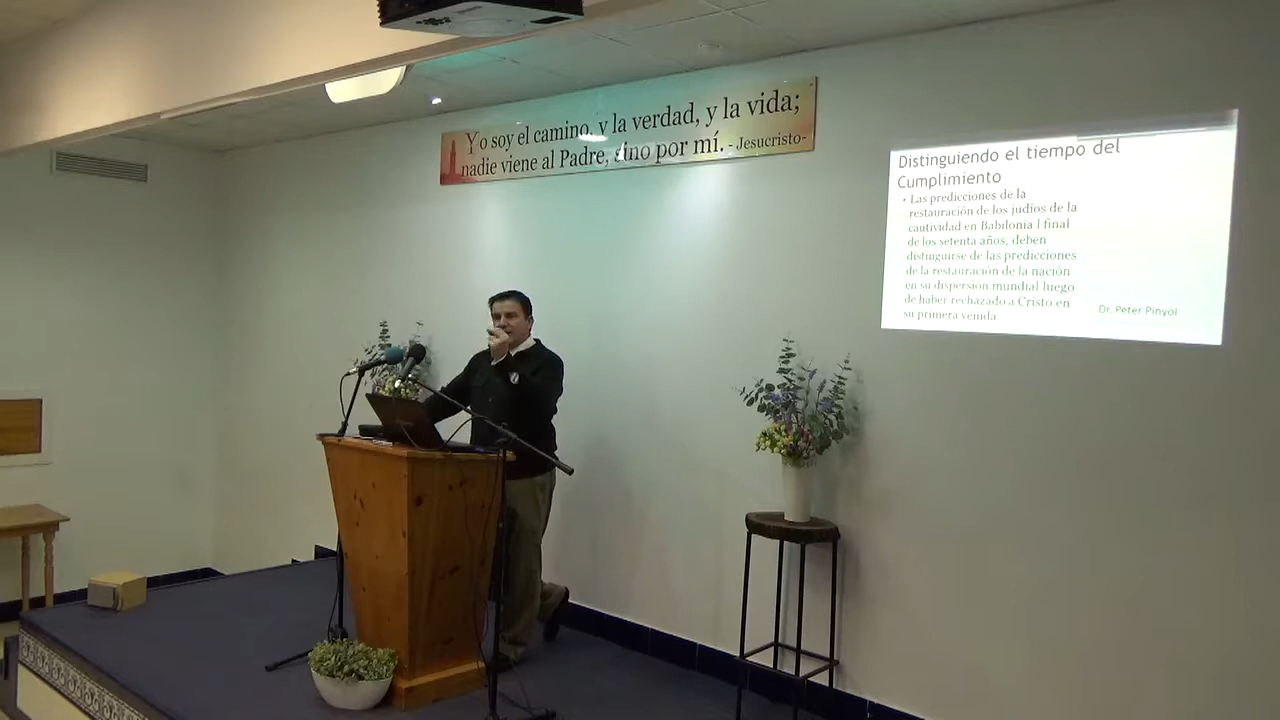 Yo soy el camino, y la verdad, y la vida;
nadie viene al Padre, sino por mí. - Jesucristo-
Distinguiendo el tiempo del
Cumplimiento
• Las predicciones de la
restauración de los judíos de la
cautividad en Babilonia l final
de los setenta años, deben
distinguirse de las predicciones
de la restauración de la nación
en su dispersión mundial luego
de haber rechazado a Cristo en
su primera venida
Dr. Peter Pinyol